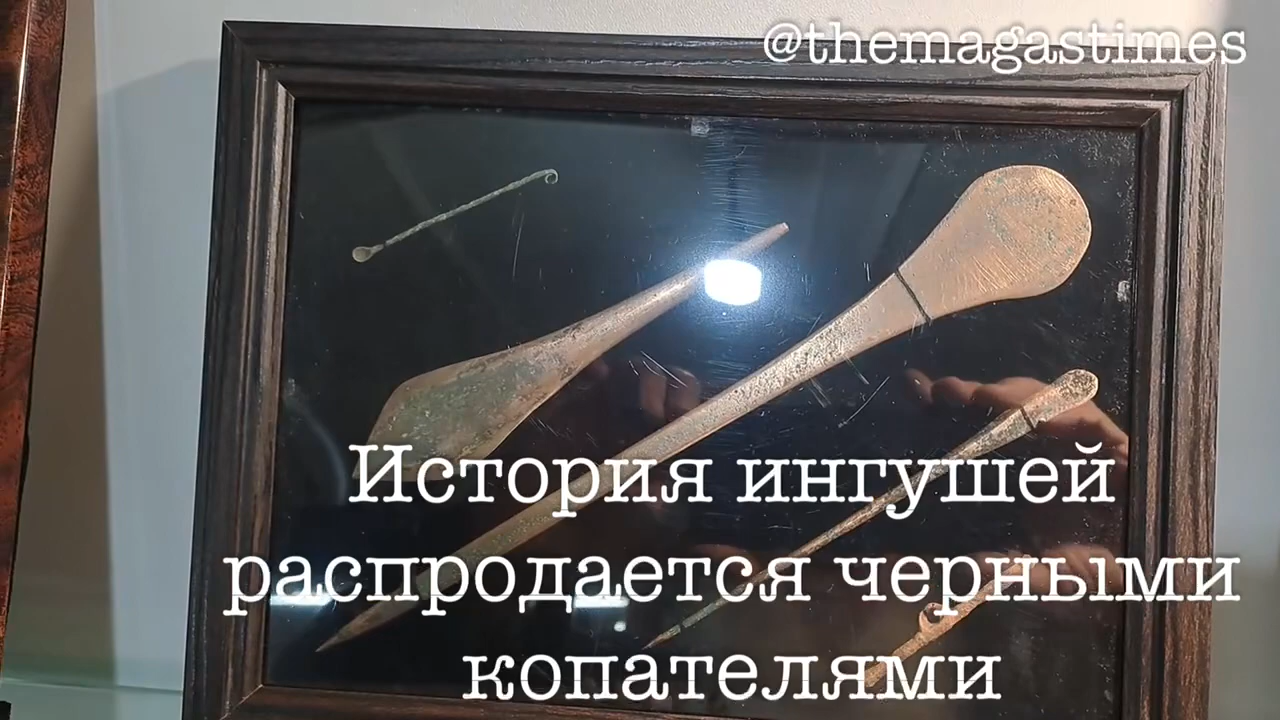 @themagastimes
История ингушей
распродается черными
копателями